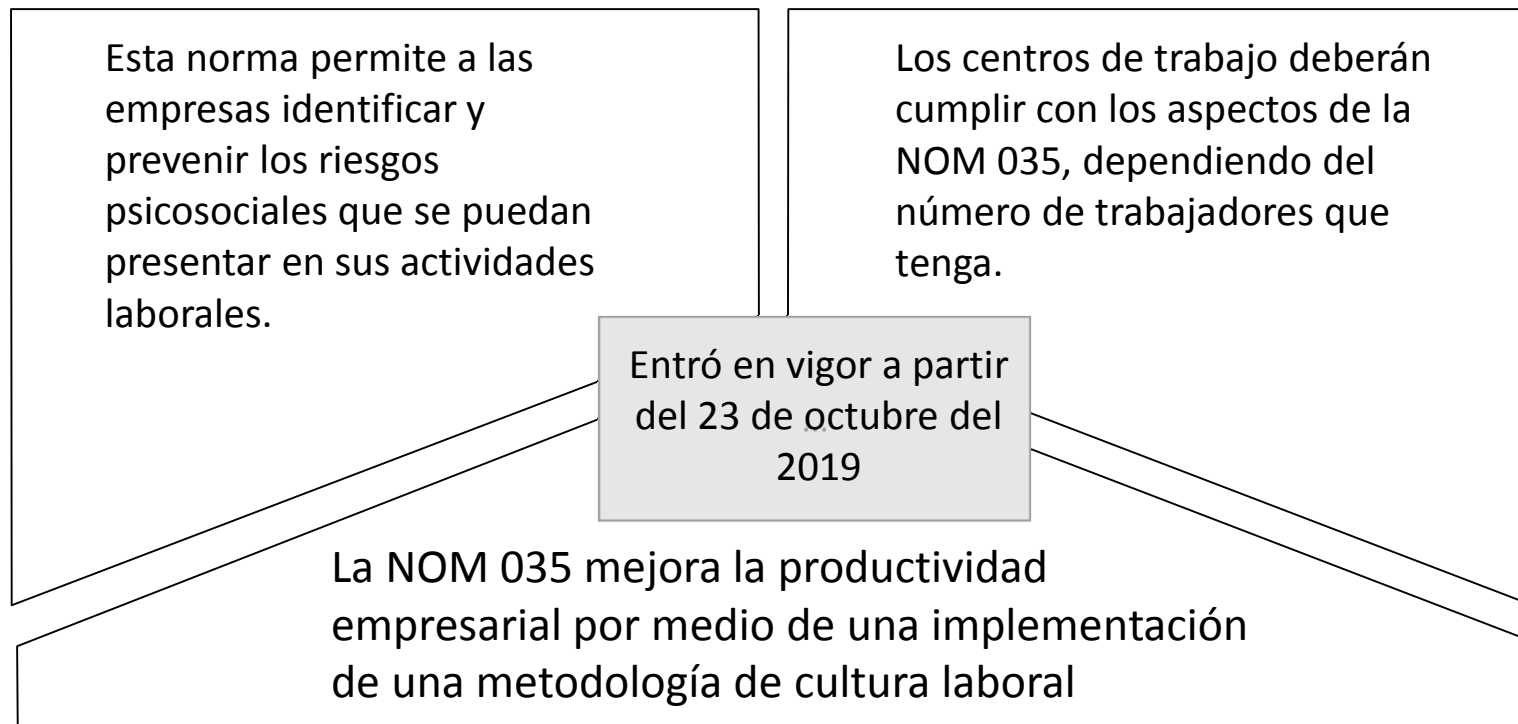 Esta norma permite a las
empresas identificar y
prevenir los riesgos
psicosociales que se puedan
presentar en sus actividades
laborales.
Los centros de trabajo deberán
cumplir con los aspectos de la
NOM 035, dependiendo del
número de trabajadores que
tenga.
Entró en vigor a partir
del 23 de octubre del
2019
La NOM 035 mejora la productividad
empresarial por medio de una implementación
de una metodología de cultura laboral